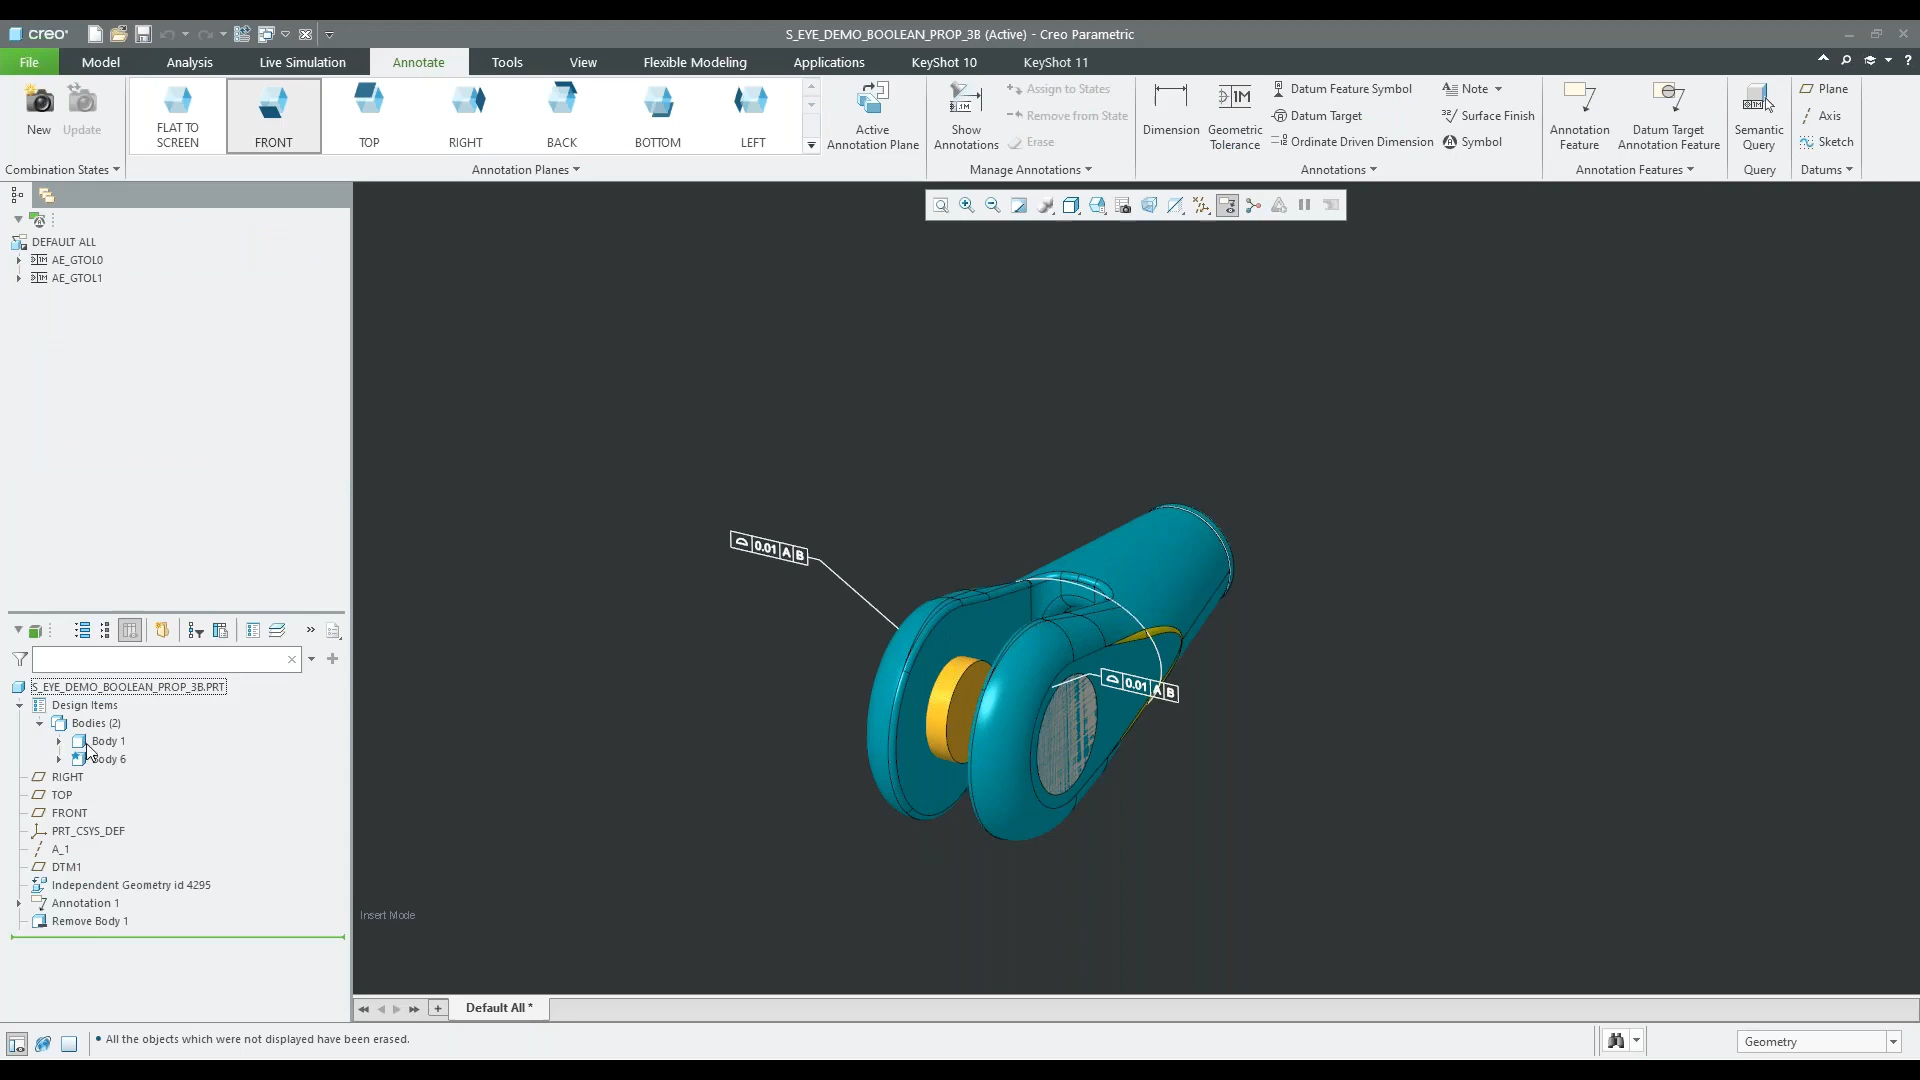 creo
S_EYE_DEMO_BOOLEAN_PROP_3B (Active) - Creo Parametric
File Model Analysis Live Simulation Annotate Tools View Flexible Modeling Applications KeyShot 10 KeyShot 11
New
Update
Combination States
FLAT TO SCREEN
FRONT
TOP
RIGHT
BACK
BOTTOM
LEFT
Annotation Planes
Active Annotation Plane
Show Annotations
Assign to States
Remove from State
Erase
Manage Annotations
Dimension
Geometric Tolerance
Datum Feature Symbol
Datum Target
Ordinate Driven Dimension
Note
Surface Finish
Symbol
Annotations
Annotation Feature
Datum Target Annotation Feature
Annotation Features
Semantic Query
Query
Plane
Axis
Sketch
Datums
DEFAULT ALL
AE_GTOL0
AE_GTOL1
S_EYE_DEMO_BOOLEAN_PROP_3B.PRT
Design Items
Bodies (2)
Body 1
Body 6
RIGHT
TOP
FRONT
PRT_CSYS_DEF
A_1
DTM1
Independent Geometry id 4295
Annotation 1
Remove Body 1
0.01 A B
0.01 A B
Insert Mode
Default All *
• All the objects which were not displayed have been erased.
Geometry